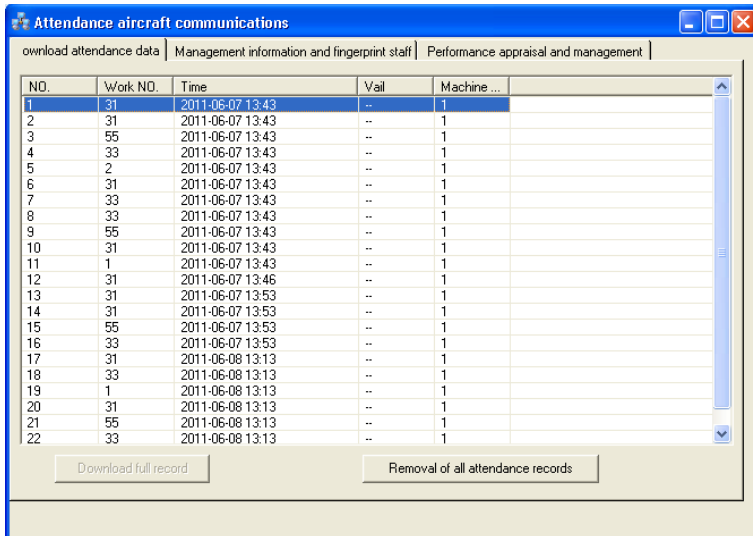 Attendance aircraft communications
ownload attendance data Management information and fingerprint staff Performance appraisal and management
NO. Work NO. Time Vail Machine ...
1 31 2011-06-07 13:43 -- 1
2 31 2011-06-07 13:43 -- 1
3 55 2011-06-07 13:43 -- 1
4 33 2011-06-07 13:43 -- 1
5 2 2011-06-07 13:43 -- 1
6 31 2011-06-07 13:43 -- 1
7 33 2011-06-07 13:43 -- 1
8 33 2011-06-07 13:43 -- 1
9 55 2011-06-07 13:43 -- 1
10 31 2011-06-07 13:43 -- 1
11 1 2011-06-07 13:43 -- 1
12 31 2011-06-07 13:46 -- 1
13 31 2011-06-07 13:53 -- 1
14 31 2011-06-07 13:53 -- 1
15 55 2011-06-07 13:53 -- 1
16 33 2011-06-07 13:53 -- 1
17 31 2011-06-08 13:13 -- 1
18 33 2011-06-08 13:13 -- 1
19 1 2011-06-08 13:13 -- 1
20 31 2011-06-08 13:13 -- 1
21 55 2011-06-08 13:13 -- 1
22 33 2011-06-08 13:13 -- 1
Download full record Removal of all attendance records